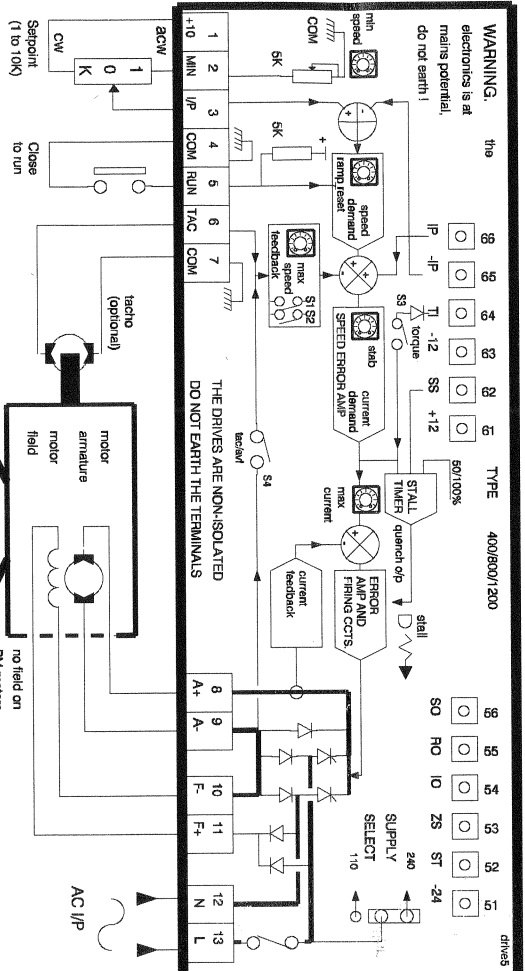 WARNING. the
electronics is at
mains potential,
do not earth !
TYPE 400/800/1200
drive5
66 65 64 63 62 61
IP -IP TI -12 SS +12
56 55 54 53 52 51
SO RO IO ZS ST -24
S3
torque
50/100%
STALL
TIMER
quench o/p
stall
SUPPLY
SELECT
240
110
min
speed
COM
5K
5K
+
+
-
ramp reset
speed
demand
+
+
-
stab
current
demand
SPEED ERROR AMP
max
current
+
-
ERROR
AMP AND
FIRING CCTS.
current
feedback
max
speed
feedback
S1
S2
tac/avf
S4
THE DRIVES ARE NON-ISOLATED
DO NOT EARTH THE TERMINALS
1 2 3 4 5 6 7
+10 MIN I/P COM RUN TAC COM
8 9 10 11 12 13
A+ A- F- F+ N L
acw
cw
1 0 K
Setpoint
(1 to 10K)
Close
to run
tacho
(optional)
motor
armature
motor
field
no field on
PM motors
AC I/P